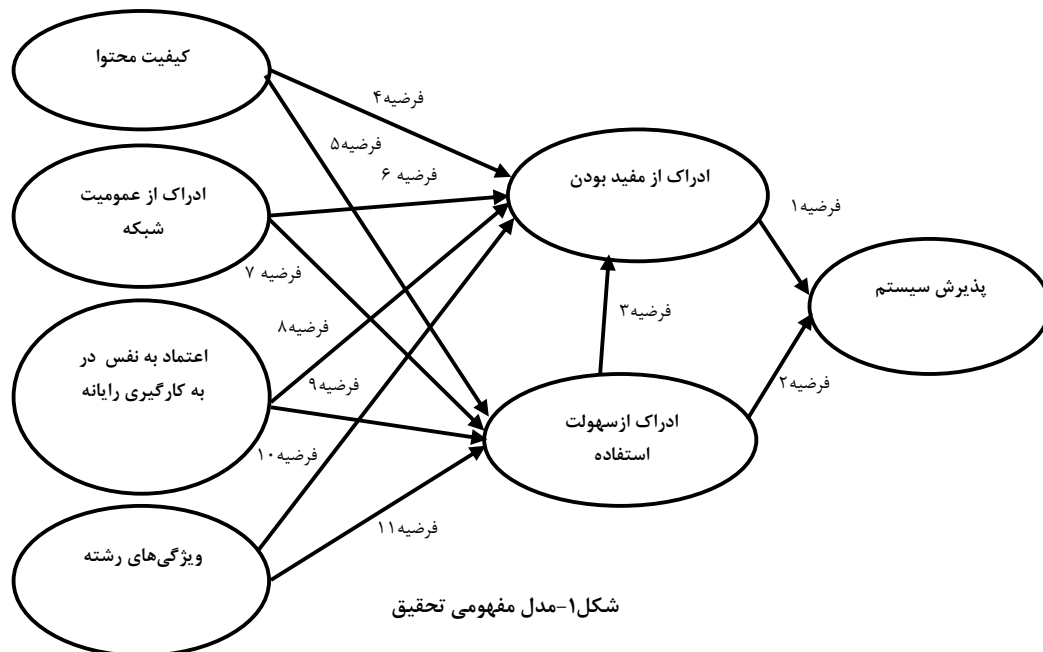 کیفیت محتوا
فرضیه۴
فرضیه۵
فرضیه ۶
ادراک از مفید بودن
ادراک از عمومیت
شبکه
فرضیه۱
فرضیه ۷
پذیرش سیستم
فرضیه۳
فرضیه۸
اعتماد به نفس در
به کارگیری رایانه
فرضیه۹
فرضیه۲
ادراک ازسهولت
استفاده
فرضیه۱۰
فرضیه۱۱
ویژگی‌های رشته
شکل۱-مدل مفهومی تحقیق